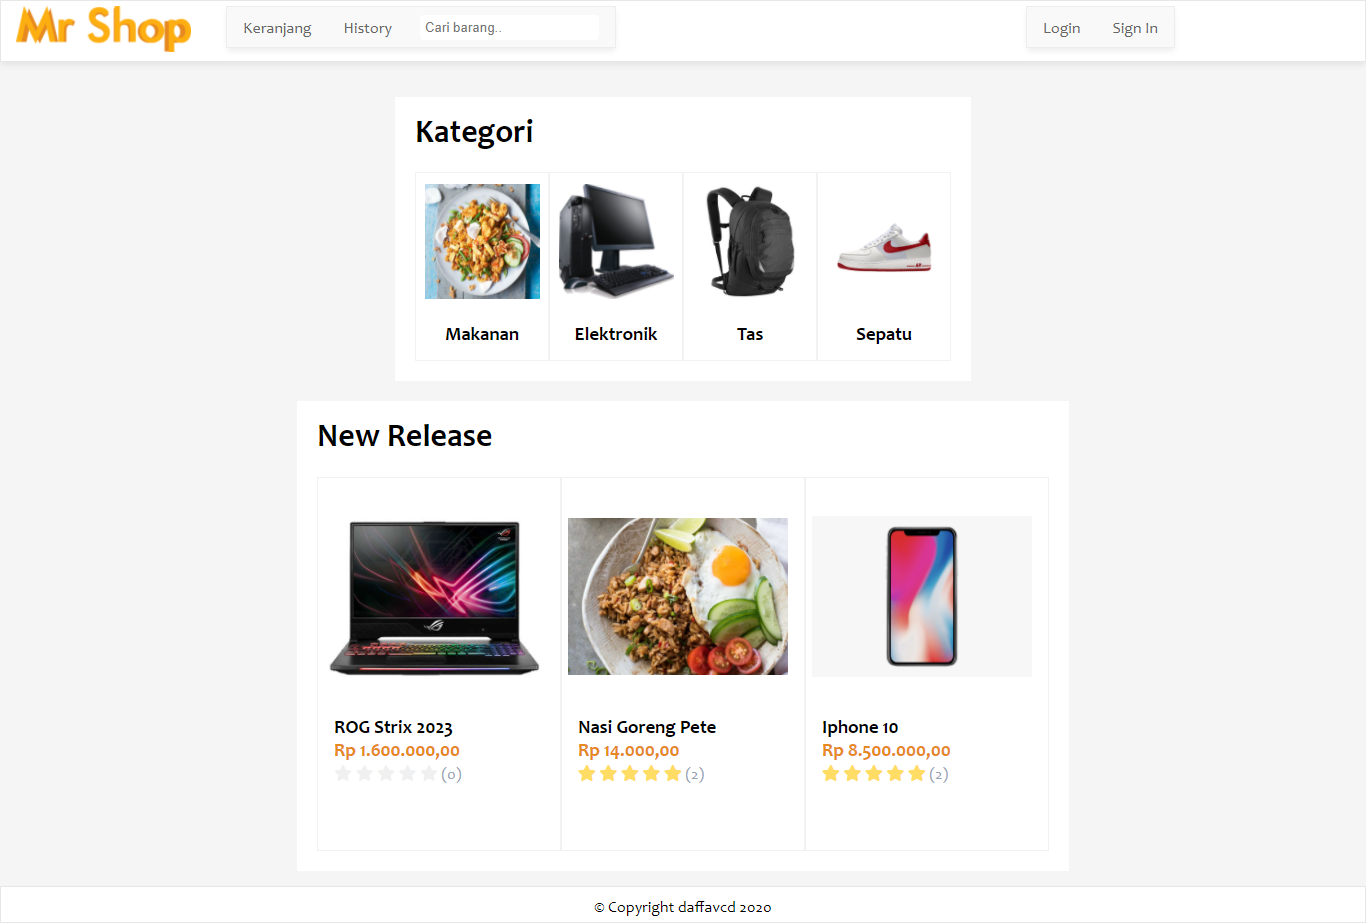 Mr Shop
Keranjang History Cari barang.. Login Sign In
Kategori
Makanan Elektronik Tas Sepatu
New Release
ROG Strix 2023
Rp 1.600.000,00
(0)
Nasi Goreng Pete
Rp 14.000,00
(2)
Iphone 10
Rp 8.500.000,00
(2)
© Copyright daffavcd 2020